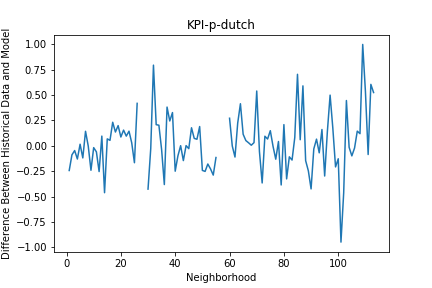 KPI-p-dutch
Difference Between Historical Data and Model
1.00
0.75
0.50
0.25
0.00
−0.25
−0.50
−0.75
−1.00
0 20 40 60 80 100
Neighborhood